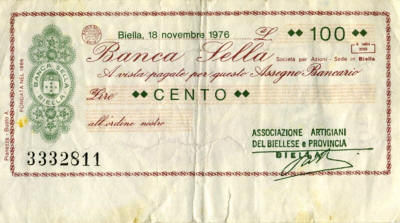 Biella, 18 novembre 1976
£ ◆◆ 100 ◆◆
Banca Sella Società per Azioni - Sede in Biella
A vista pagate per questo Assegno Bancario
Lire ◆◆ CENTO ◆◆
all'ordine nostro
BANCA SELLA
BIELLA
FONDATA NEL 1886
ASSOCIAZIONE ARTIGIANI
DEL BIELLESE e PROVINCIA
BIELLA
3332811